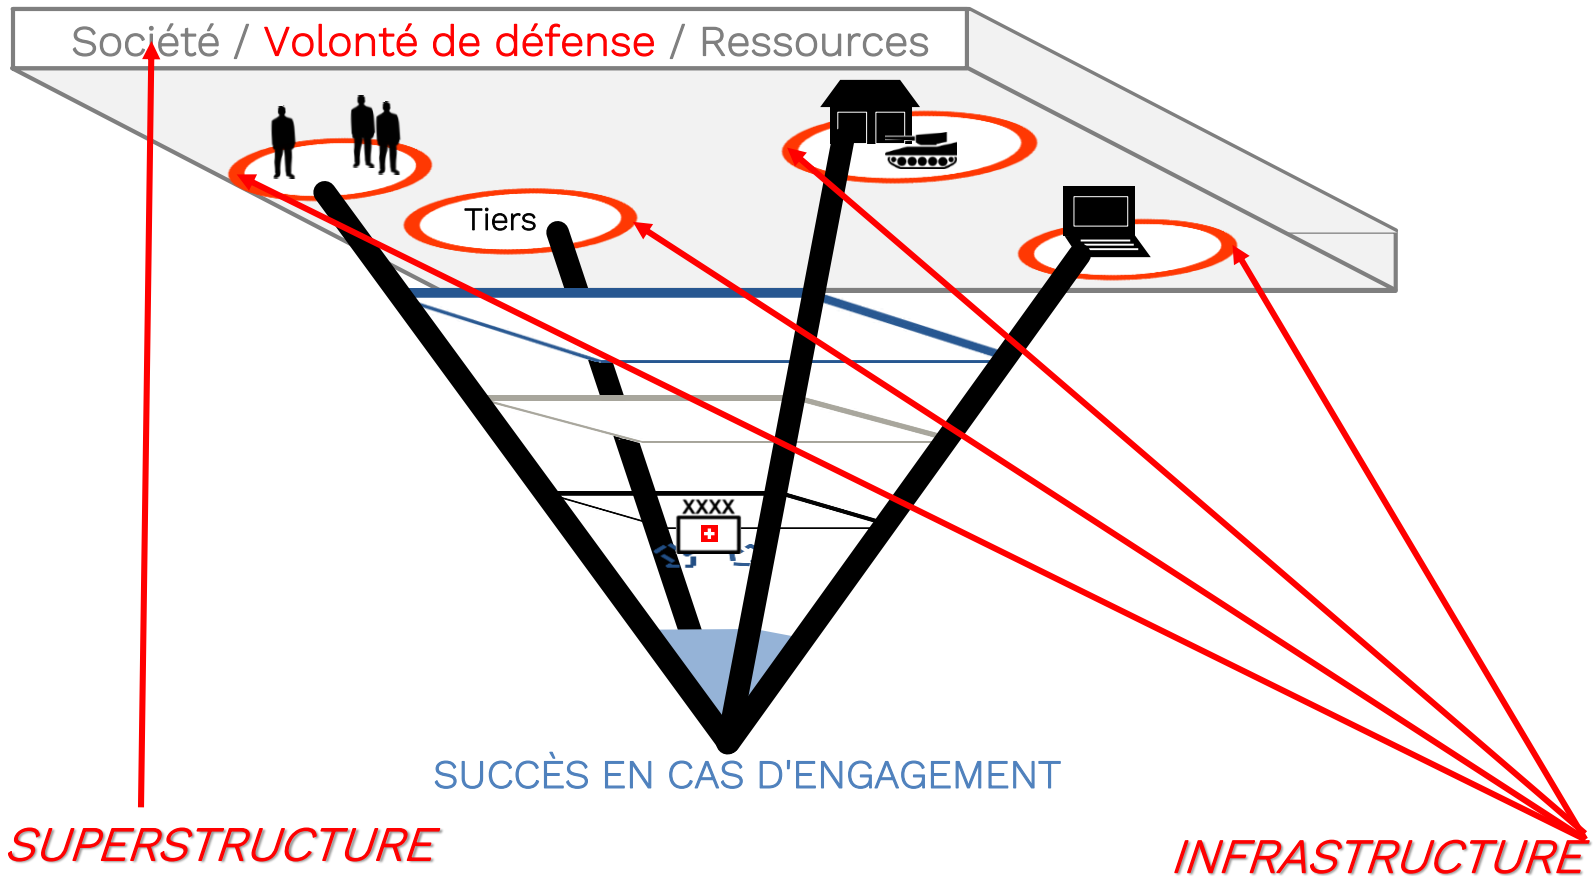 Société / Volonté de défense / Ressources
Tiers
XXXX
SUCCÈS EN CAS D'ENGAGEMENT
SUPERSTRUCTURE
INFRASTRUCTURE